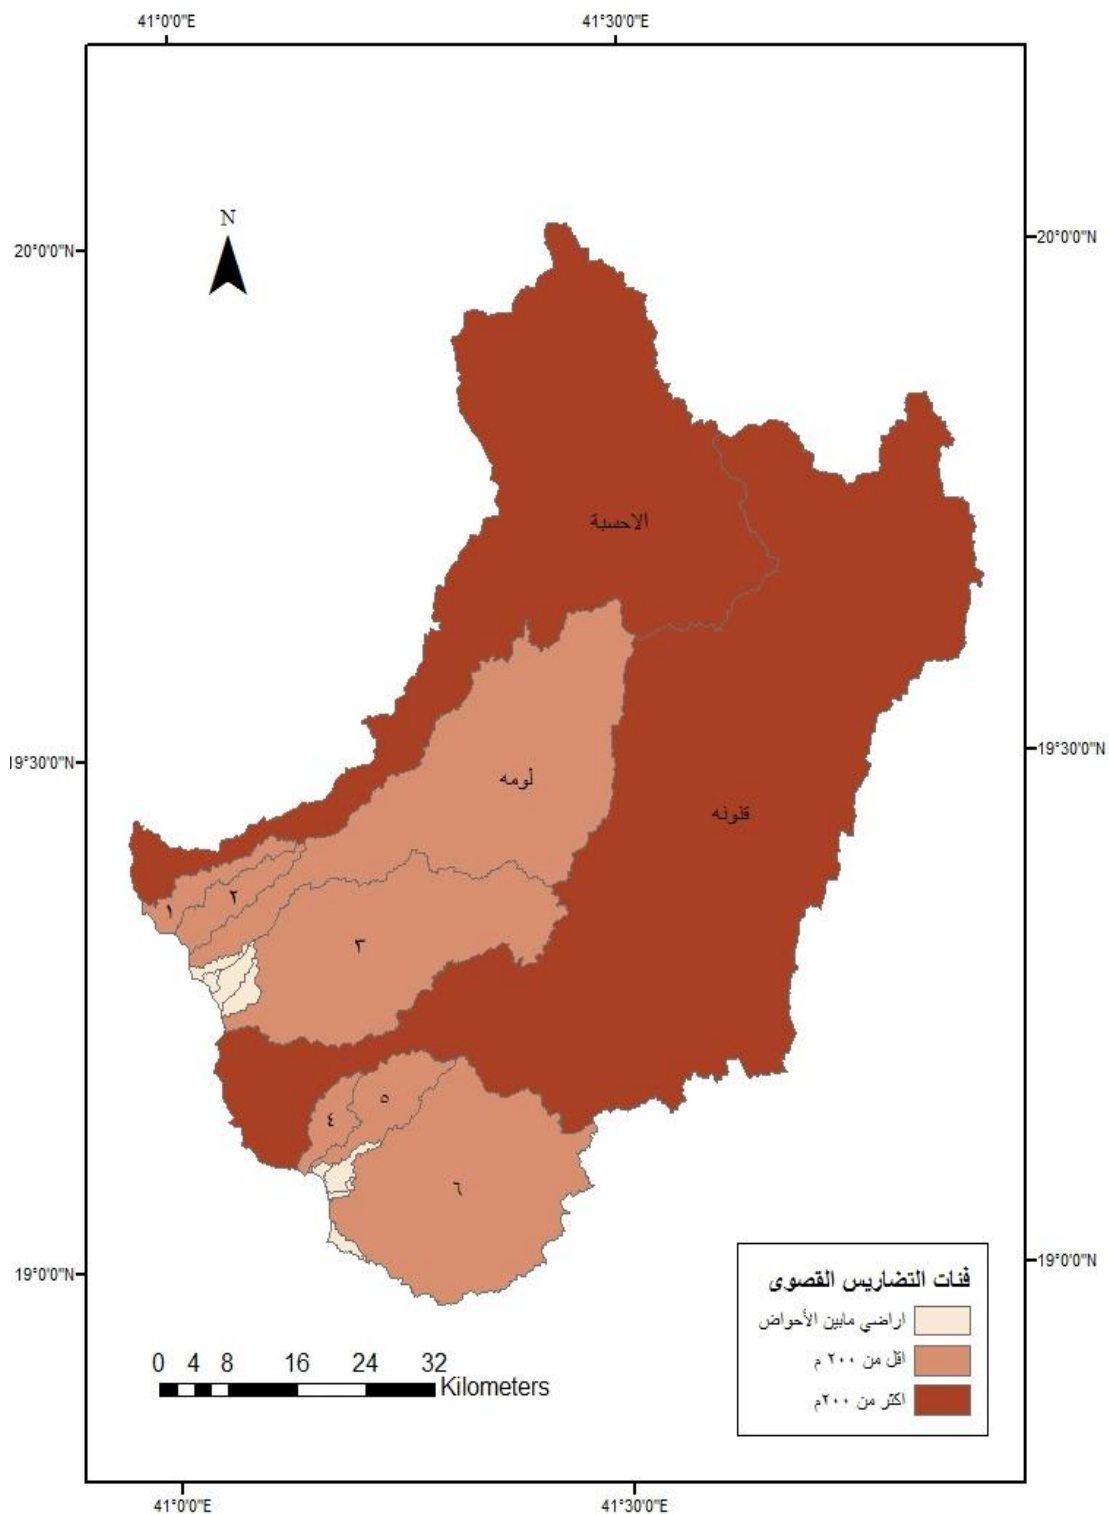 41°0'0"E 41°30'0"E
N
20°0'0"N 20°0'0"N
الاحسبة
19°30'0"N 19°30'0"N
لومه
قنونه
٢
١
٣
٥
٤
٦
19°0'0"N 19°0'0"N
فئات التضاريس القصوى
اراضي مابين الأحواض
اقل من ٢٠٠ م
اكثر من ٢٠٠م
0 4 8 16 24 32
Kilometers
41°0'0"E 41°30'0"E